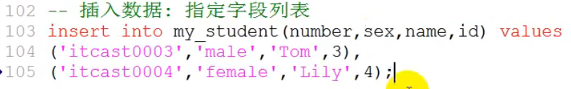 102 -- 插入数据: 指定字段列表
103 insert into my_student(number,sex,name,id) values
104 ('itcast0003','male','Tom',3),
105 ('itcast0004','female','Lily',4);